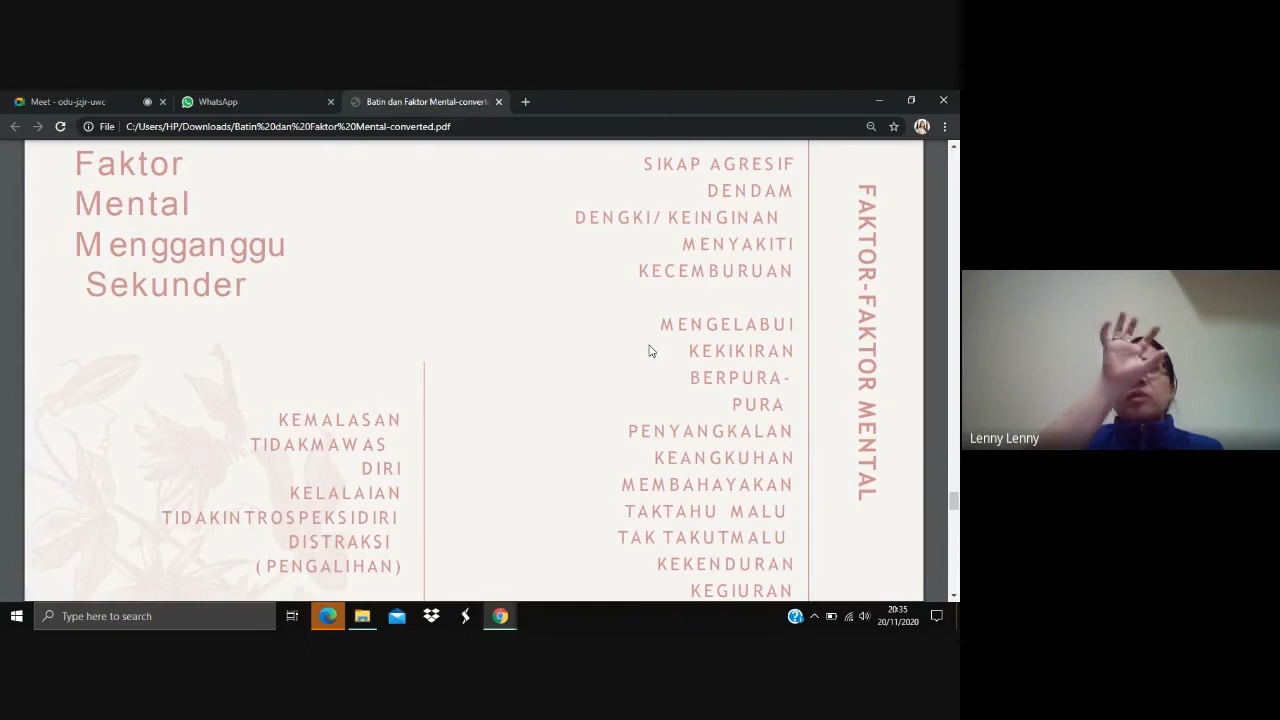 Meet - odu-jzjr-uwc
WhatsApp
Batin dan Faktor Mental-convert
File
C:/Users/HP/Downloads/Batin%20dan%20Faktor%20Mental-converted.pdf
Faktor
Mental
Mengganggu
Sekunder
SIKAP AGRESIF
DENDAM
DENGKI/ KEINGINAN
MENYAKITI
KECEMBURUAN
MENGELABUI
KEKIKIRAN
BERPURA-
PURA
PENYANGKALAN
KEANGKUHAN
MEMBAHAYAKAN
TAKTAHU MALU
TAK TAKUTMALU
KEKENDURAN
KEGIURAN
KEMALASAN
TIDAKMAWAS
DIRI
KELALAIAN
TIDAKINTROSPEKSIDIRI
DISTRAKSI
(PENGALIHAN)
FAKTOR-FAKTOR MENTAL
Lenny Lenny
Type here to search
20:35
20/11/2020